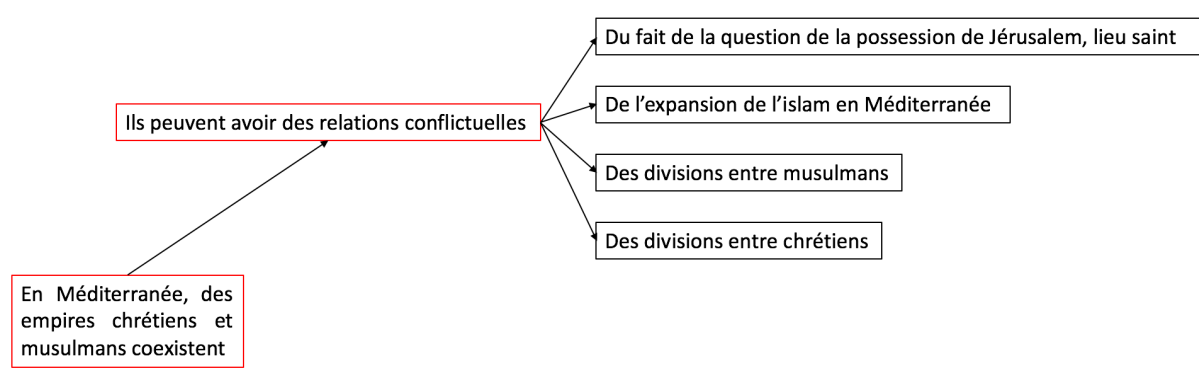 Du fait de la question de la possession de Jérusalem, lieu saint
De l’expansion de l’islam en Méditerranée
Ils peuvent avoir des relations conflictuelles
Des divisions entre musulmans
Des divisions entre chrétiens
En Méditerranée, des
empires chrétiens et
musulmans coexistent